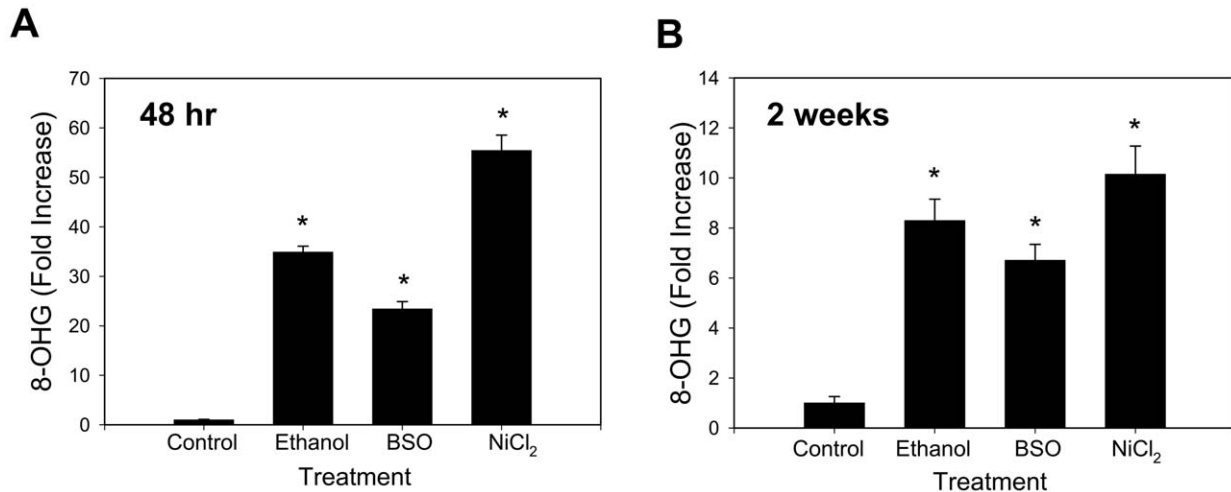 A
48 hr
8-OHG (Fold Increase)
70
60
50
40
30
20
10
0
*
*
*
Control Ethanol BSO NiCl₂
Treatment
B
2 weeks
8-OHG (Fold Increase)
14
12
10
8
6
4
2
0
*
*
*
Control Ethanol BSO NiCl₂
Treatment